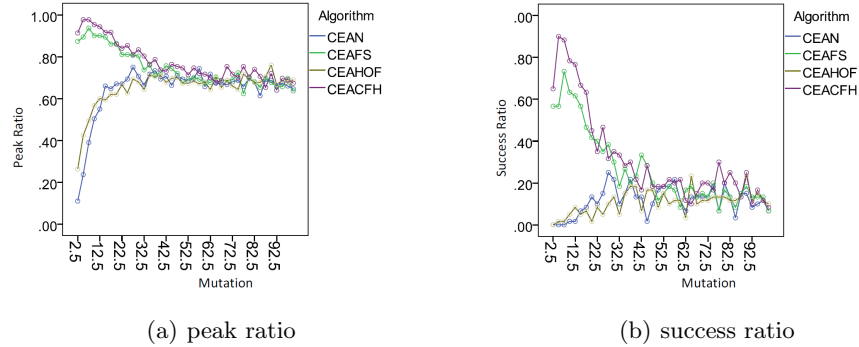 1.00
.80
.60
.40
.20
.00
Peak Ratio
2.5
12.5
22.5
32.5
42.5
52.5
62.5
72.5
82.5
92.5
Mutation
Algorithm
CEAN
CEAFS
CEAHOF
CEACFH
(a) peak ratio
1.00
.80
.60
.40
.20
.00
Success Ratio
2.5
12.5
22.5
32.5
42.5
52.5
62.5
72.5
82.5
92.5
Mutation
Algorithm
CEAN
CEAFS
CEAHOF
CEACFH
(b) success ratio